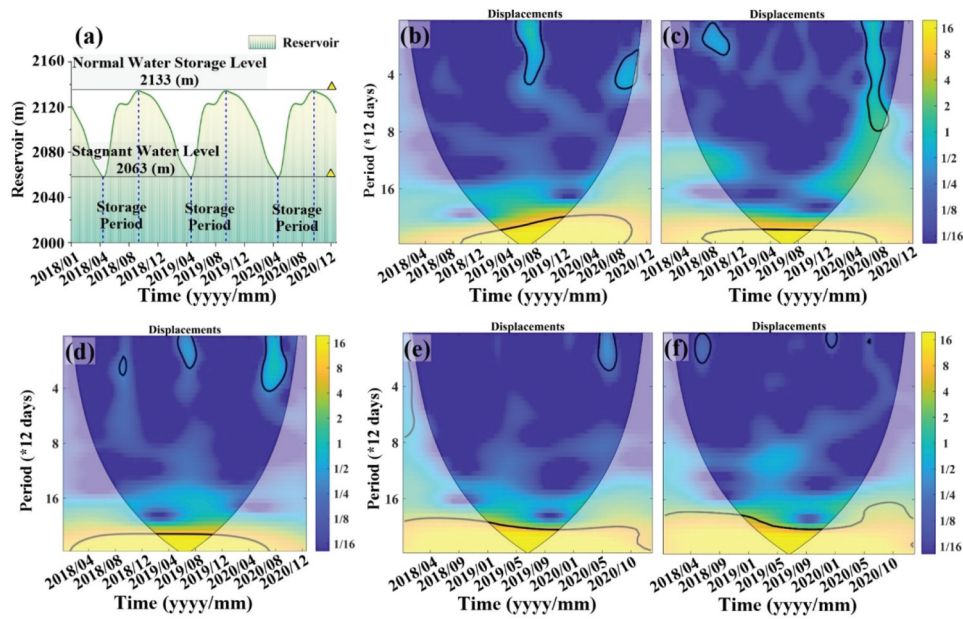 (a)
Reservoir
2160
2130
2100
2060
2040
2000
Reservoir (m)
Normal Water Storage Level
2133 (m)
Stagnant Water Level
2063 (m)
Storage Period
Storage Period
Storage Period
2018/01 2018/04 2018/08 2018/12 2019/04 2019/08 2019/12 2020/04 2020/08 2020/12
Time (yyyy/mm)
Displacements
(b)
4
8
16
Period (*12 days)
2018/04 2018/08 2018/12 2019/04 2019/08 2019/12 2020/04 2020/08 2020/12
Time (yyyy/mm)
Displacements
(c)
2018/04 2018/08 2018/12 2019/04 2019/08 2019/12 2020/04 2020/08 2020/12
Time (yyyy/mm)
16
8
4
2
1
1/2
1/4
1/8
1/16
Displacements
(d)
4
8
16
Period (*12 days)
2018/04 2018/08 2018/12 2019/04 2019/08 2019/12 2020/04 2020/08 2020/12
Time (yyyy/mm)
16
8
4
2
1
1/2
1/4
1/8
1/16
Displacements
(e)
4
8
16
Period (*12 days)
2018/04 2018/09 2019/01 2019/05 2019/09 2020/01 2020/05 2020/10
Time (yyyy/mm)
Displacements
(f)
2018/04 2018/09 2019/01 2019/05 2019/09 2020/01 2020/05 2020/10
Time (yyyy/mm)
16
8
4
2
1
1/2
1/4
1/8
1/16